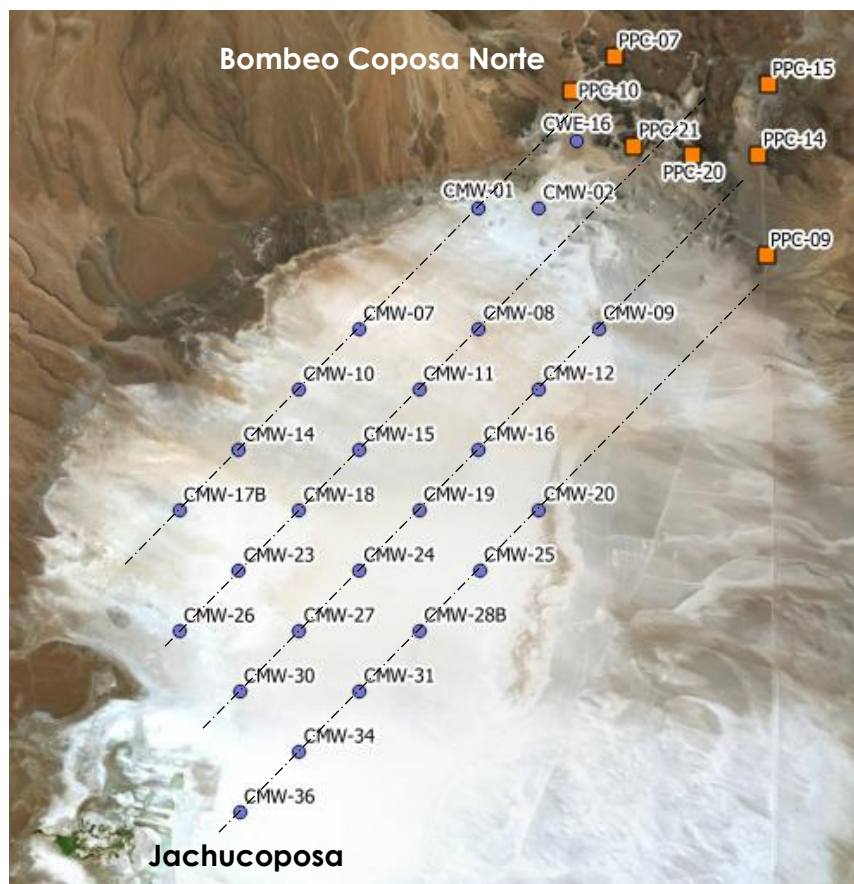 PPC-07
Bombeo Coposa Norte
PPC-15
PPC-10
CWE-16
PPC-21
PPC-14
PPC-20
CMW-01
CMW-02
PPC-09
CMW-07
CMW-08
CMW-09
CMW-10
CMW-11
CMW-12
CMW-14
CMW-15
CMW-16
CMW-17B
CMW-18
CMW-19
CMW-20
CMW-23
CMW-24
CMW-25
CMW-26
CMW-27
CMW-28B
CMW-30
CMW-31
CMW-34
CMW-36
Jachucoposa